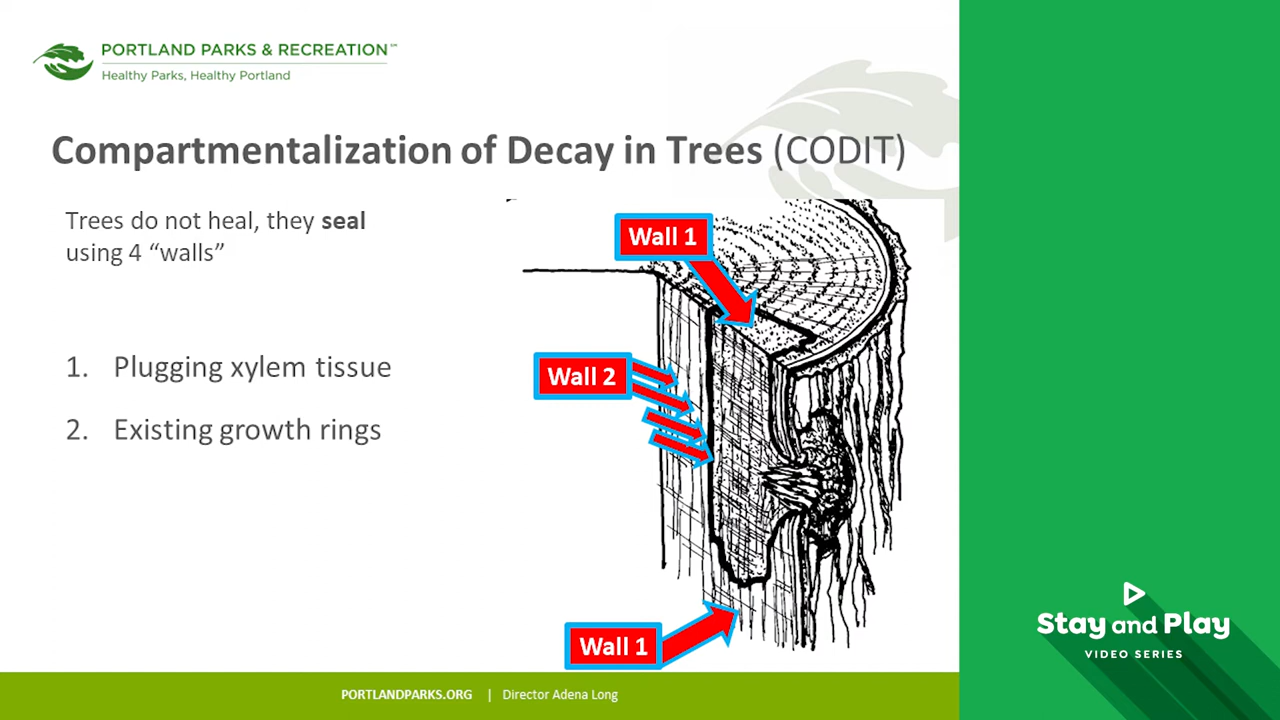 PORTLAND PARKS & RECREATION℠
Healthy Parks, Healthy Portland
Compartmentalization of Decay in Trees (CODIT)
Trees do not heal, they seal
using 4 “walls”
1. Plugging xylem tissue
2. Existing growth rings
Wall 1
Wall 2
Wall 1
Stay and Play
VIDEO SERIES
PORTLANDPARKS.ORG | Director Adena Long